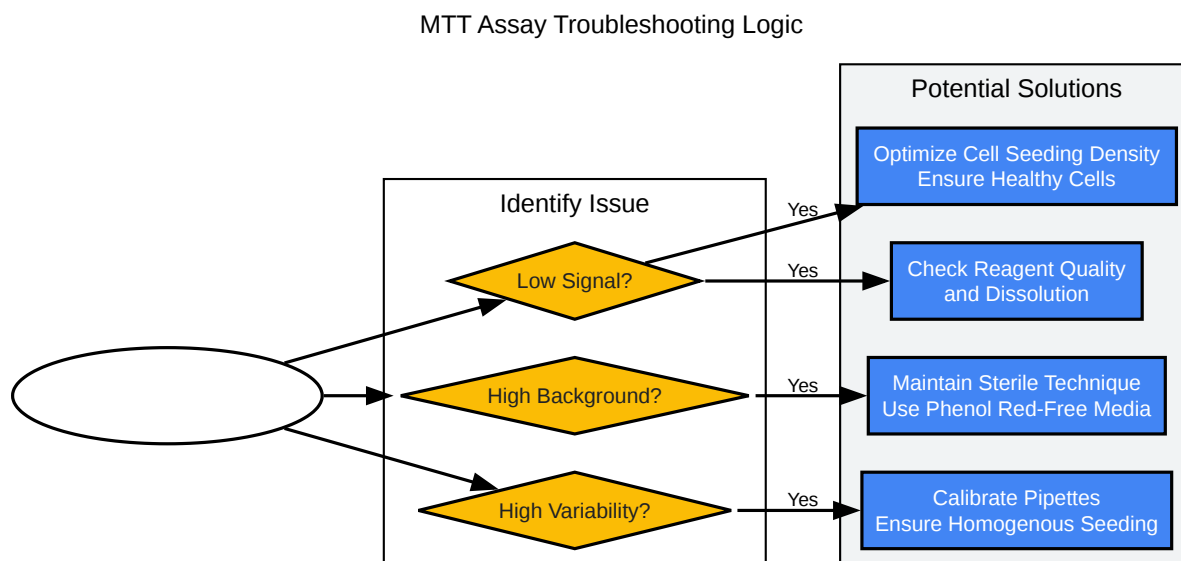 MTT Assay Troubleshooting Logic
Potential Solutions
Optimize Cell Seeding Density
Ensure Healthy Cells
Identify Issue
Yes
Low Signal?
Yes
Check Reagent Quality
and Dissolution
High Background?
Yes
Maintain Sterile Technique
Use Phenol Red-Free Media
High Variability?
Yes
Calibrate Pipettes
Ensure Homogenous Seeding